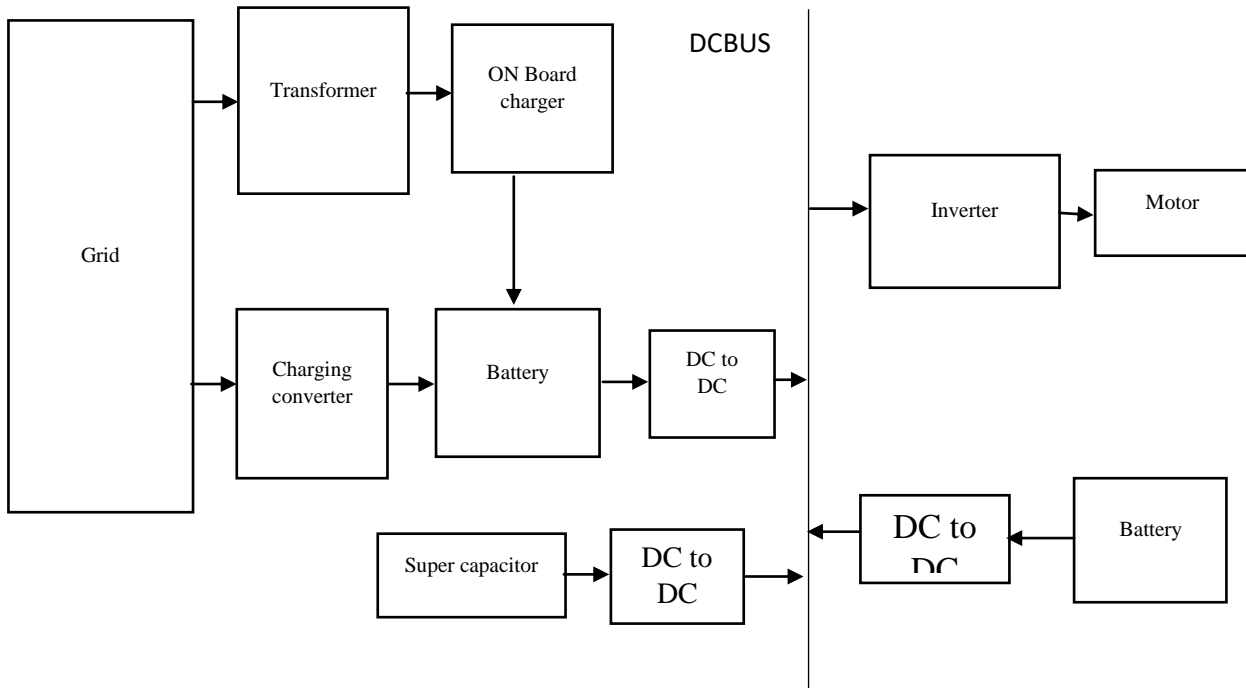 DCBUS
Transformer
ON Board
charger
Inverter
Motor
Grid
Charging
converter
Battery
DC to
DC
Super capacitor
DC to
DC
DC to
DC
Battery